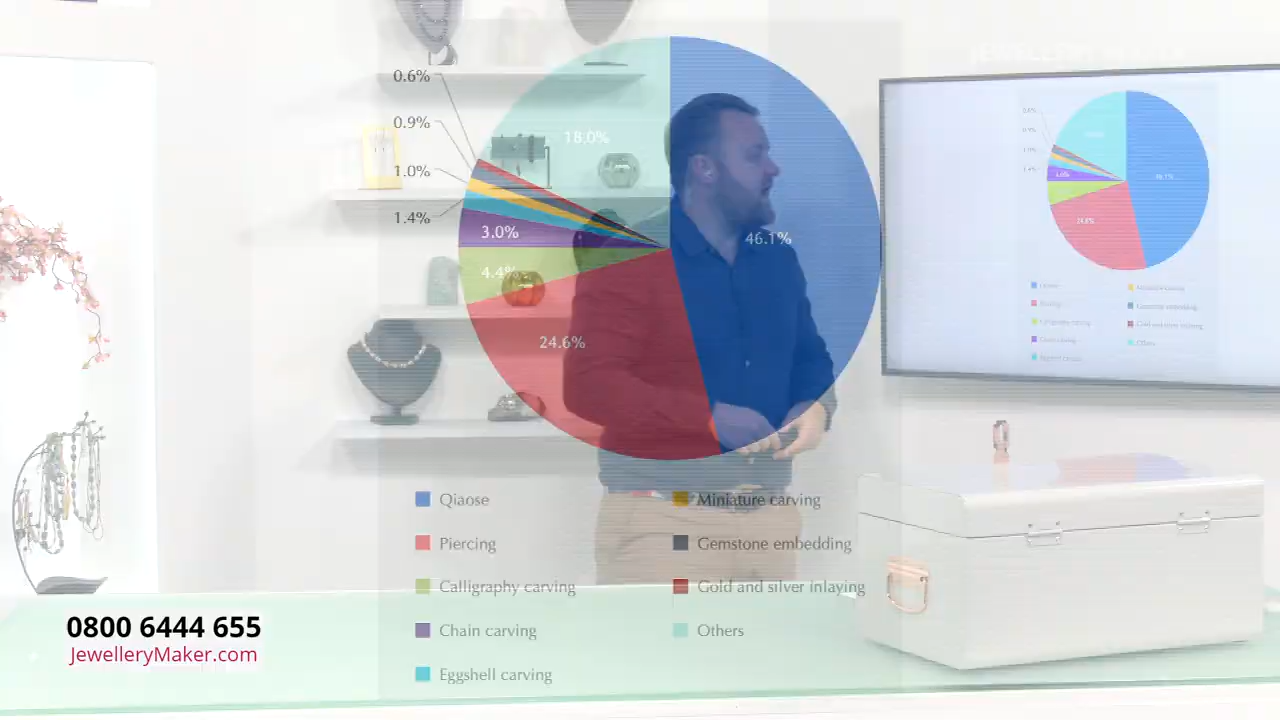 0.6%
18.0%
0.9%
1.0%
1.4%
3.0%
46.1%
4.4%
24.6%
Qiaose
Miniature carving
Piercing
Gemstone embedding
Calligraphy carving
Gold and silver inlaying
Chain carving
Others
Eggshell carving
0800 6444 655
JewelleryMaker.com